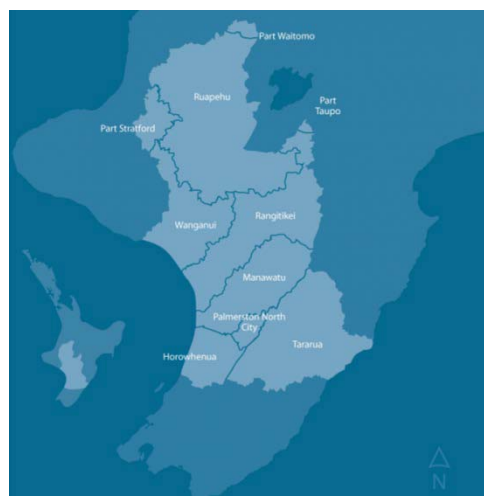 Part Waitomo
Ruapehu
Part
Taupo
Part Stratford
Wanganui
Rangitikei
Manawatu
Palmerston North
City
Horowhenua
Tararua
N